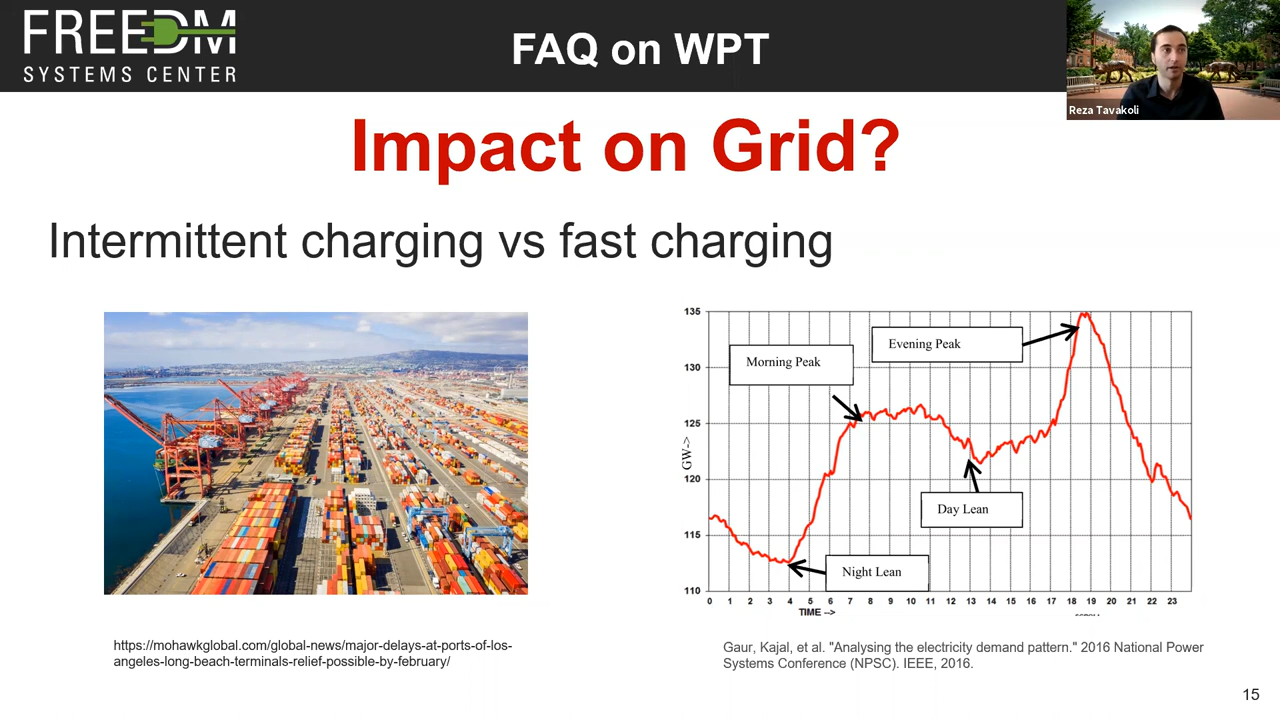 FREEDM
SYSTEMS CENTER
FAQ on WPT
Reza Tavakoli
Impact on Grid?
Intermittent charging vs fast charging
135
130
125
120
115
110
GW->
Morning Peak
Evening Peak
Day Lean
Night Lean
0 1 2 3 4 5 6 7 8 9 10 11 12 13 14 15 16 17 18 19 20 21 22 23
TIME -->
https://mohawkglobal.com/global-news/major-delays-at-ports-of-los-
angeles-long-beach-terminals-relief-possible-by-february/
Gaur, Kajal, et al. "Analysing the electricity demand pattern." 2016 National Power
Systems Conference (NPSC). IEEE, 2016.
15